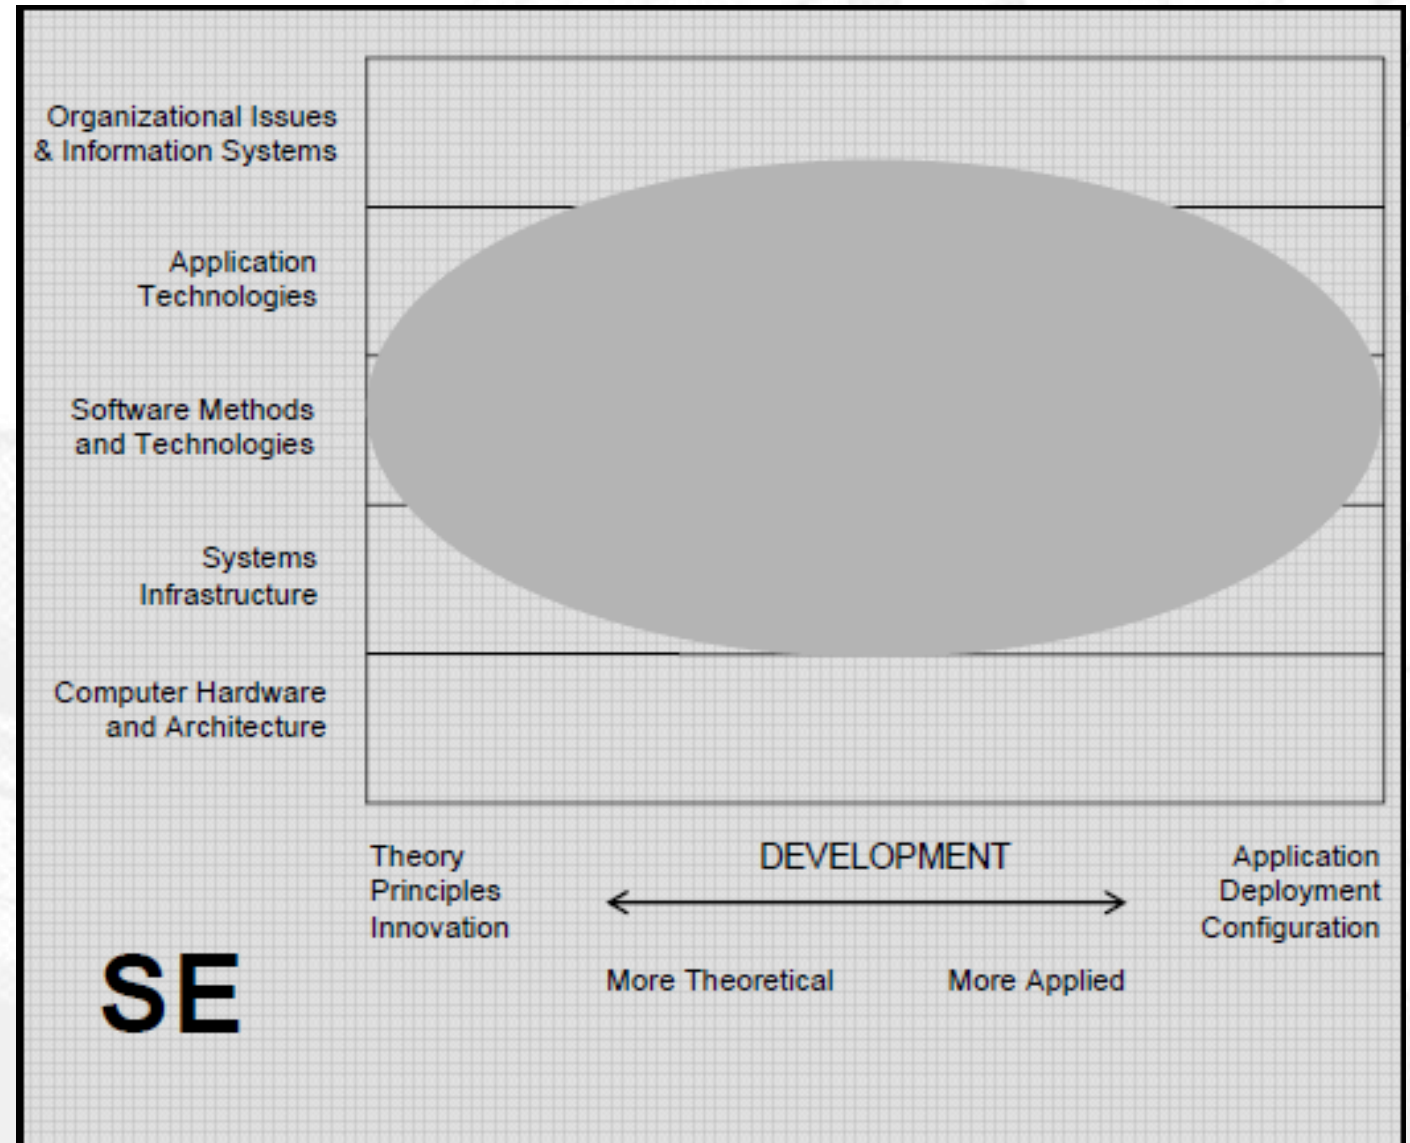 Organizational Issues
& Information Systems
Application
Technologies
Software Methods
and Technologies
Systems
Infrastructure
Computer Hardware
and Architecture
Theory
Principles
Innovation
DEVELOPMENT
Application
Deployment
Configuration
More Theoretical
More Applied
SE